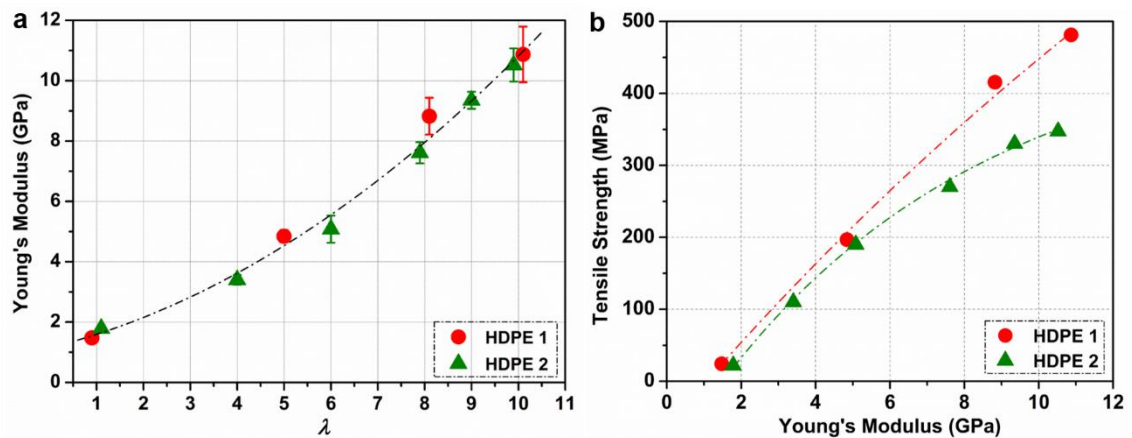 a
12
10
8
6
4
2
0
Young's Modulus (GPa)
1 2 3 4 5 6 7 8 9 10 11
λ
HDPE 1
HDPE 2
b
500
400
300
200
100
0
Tensile Strength (MPa)
2 4 6 8 10 12
Young's Modulus (GPa)
HDPE 1
HDPE 2